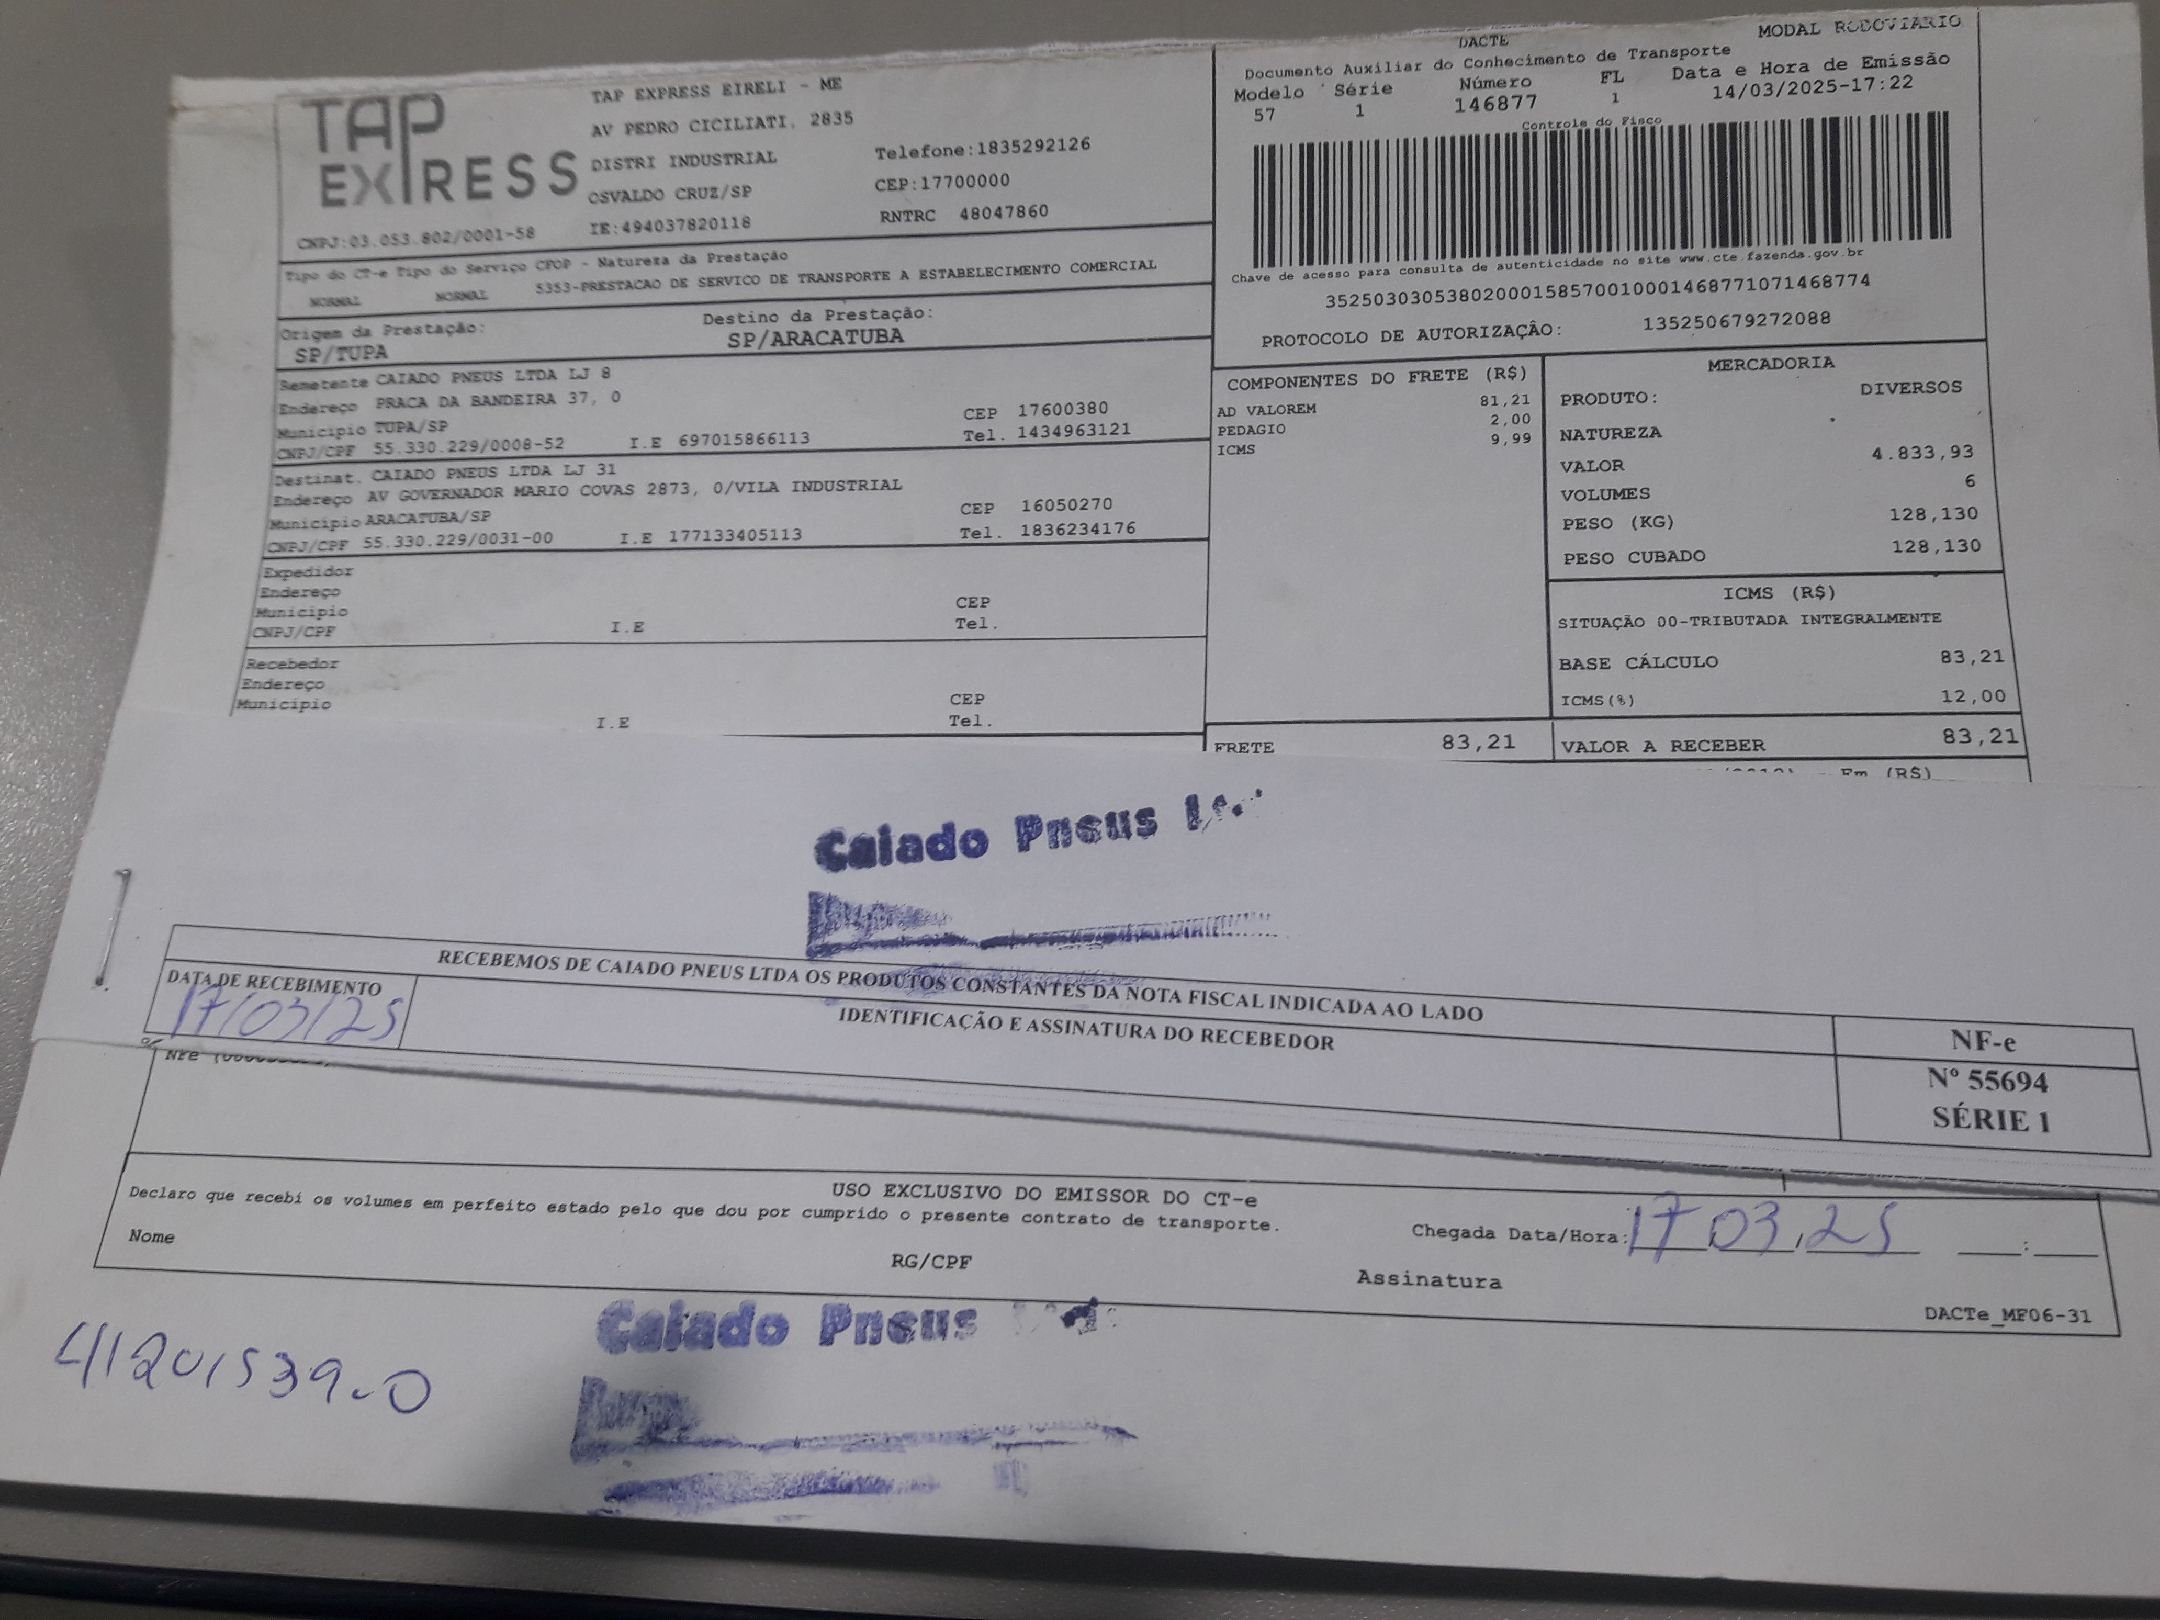 TAP EXPRESS
TAP EXPRESS EIRELI - ME
AV PEDRO CICILIATI, 2835
DISTRI INDUSTRIAL Telefone:1835292126
OSVALDO CRUZ/SP CEP:17700000
CNPJ:03.053.802/0001-58 IE:494037820118 RNTRC 48047860
Tipo do CT-e Tipo do Serviço CFOP - Natureza da Prestação
NORMAL NORMAL 5353-PRESTACAO DE SERVICO DE TRANSPORTE A ESTABELECIMENTO COMERCIAL
Origem da Prestação: Destino da Prestação:
SP/TUPA SP/ARACATUBA
Remetente CAIADO PNEUS LTDA LJ 8
Endereço PRACA DA BANDEIRA 37, 0 CEP 17600380
Município TUPA/SP Tel. 1434963121
CNPJ/CPF 55.330.229/0008-52 I.E 697015866113
Destinat. CAIADO PNEUS LTDA LJ 31
Endereço AV GOVERNADOR MARIO COVAS 2873, 0/VILA INDUSTRIAL
Município ARACATUBA/SP CEP 16050270
CNPJ/CPF 55.330.229/0031-00 I.E 177133405113 Tel. 1836234176
Expedidor
Endereço
Município CEP
CNPJ/CPF I.E Tel.
Recebedor
Endereço
Município CEP
I.E Tel.
DACTE MODAL RODOVIARIO
Documento Auxiliar do Conhecimento de Transporte
Modelo Série Número FL Data e Hora de Emissão
57 1 146877 1 14/03/2025-17:22
Controle do Fisco
Chave de acesso para consulta de autenticidade no site www.cte.fazenda.gov.br
35250303053802000158570010001468771071468774
PROTOCOLO DE AUTORIZAÇÃO: 135250679272088
COMPONENTES DO FRETE (R$)
AD VALOREM 81,21
PEDAGIO 2,00
ICMS 9,99
FRETE 83,21
MERCADORIA
PRODUTO: DIVERSOS
NATUREZA
VALOR 4.833,93
VOLUMES 6
PESO (KG) 128,130
PESO CUBADO 128,130
ICMS (R$)
SITUAÇÃO 00-TRIBUTADA INTEGRALMENTE
BASE CÁLCULO 83,21
ICMS(%) 12,00
VALOR A RECEBER 83,21
Em (R$)
Caiado Pneus
RECEBEMOS DE CAIADO PNEUS LTDA OS PRODUTOS CONSTANTES DA NOTA FISCAL INDICADA AO LADO
DATA DE RECEBIMENTO IDENTIFICAÇÃO E ASSINATURA DO RECEBEDOR
17/03/25
NF-e
Nº 55694
SÉRIE 1
USO EXCLUSIVO DO EMISSOR DO CT-e
Declaro que recebi os volumes em perfeito estado pelo que dou por cumprido o presente contrato de transporte.
Chegada Data/Hora: 17 03 25
Nome RG/CPF Assinatura
DACTe_MF06-31
Caiado Pneus
41201539-0